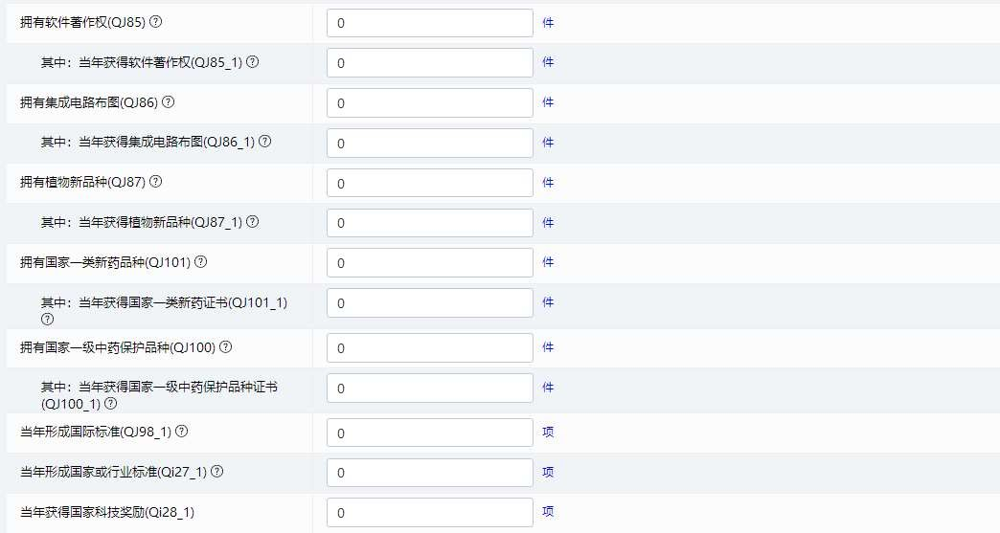 拥有软件著作权(QJ85) ? 0 件
其中：当年获得软件著作权(QJ85_1) ? 0 件
拥有集成电路布图(QJ86) ? 0 件
其中：当年获得集成电路布图(QJ86_1) ? 0 件
拥有植物新品种(QJ87) ? 0 件
其中：当年获得植物新品种(QJ87_1) ? 0 件
拥有国家一类新药品种(QJ101) ? 0 件
其中：当年获得国家一类新药证书(QJ101_1) 0 件
?
拥有国家一级中药保护品种(QJ100) ? 0 件
其中：当年获得国家一级中药保护品种证书 0 件
(QJ100_1) ?
当年形成国际标准(QJ98_1) ? 0 项
当年形成国家或行业标准(Qi27_1) ? 0 项
当年获得国家科技奖励(Qi28_1) 0 项